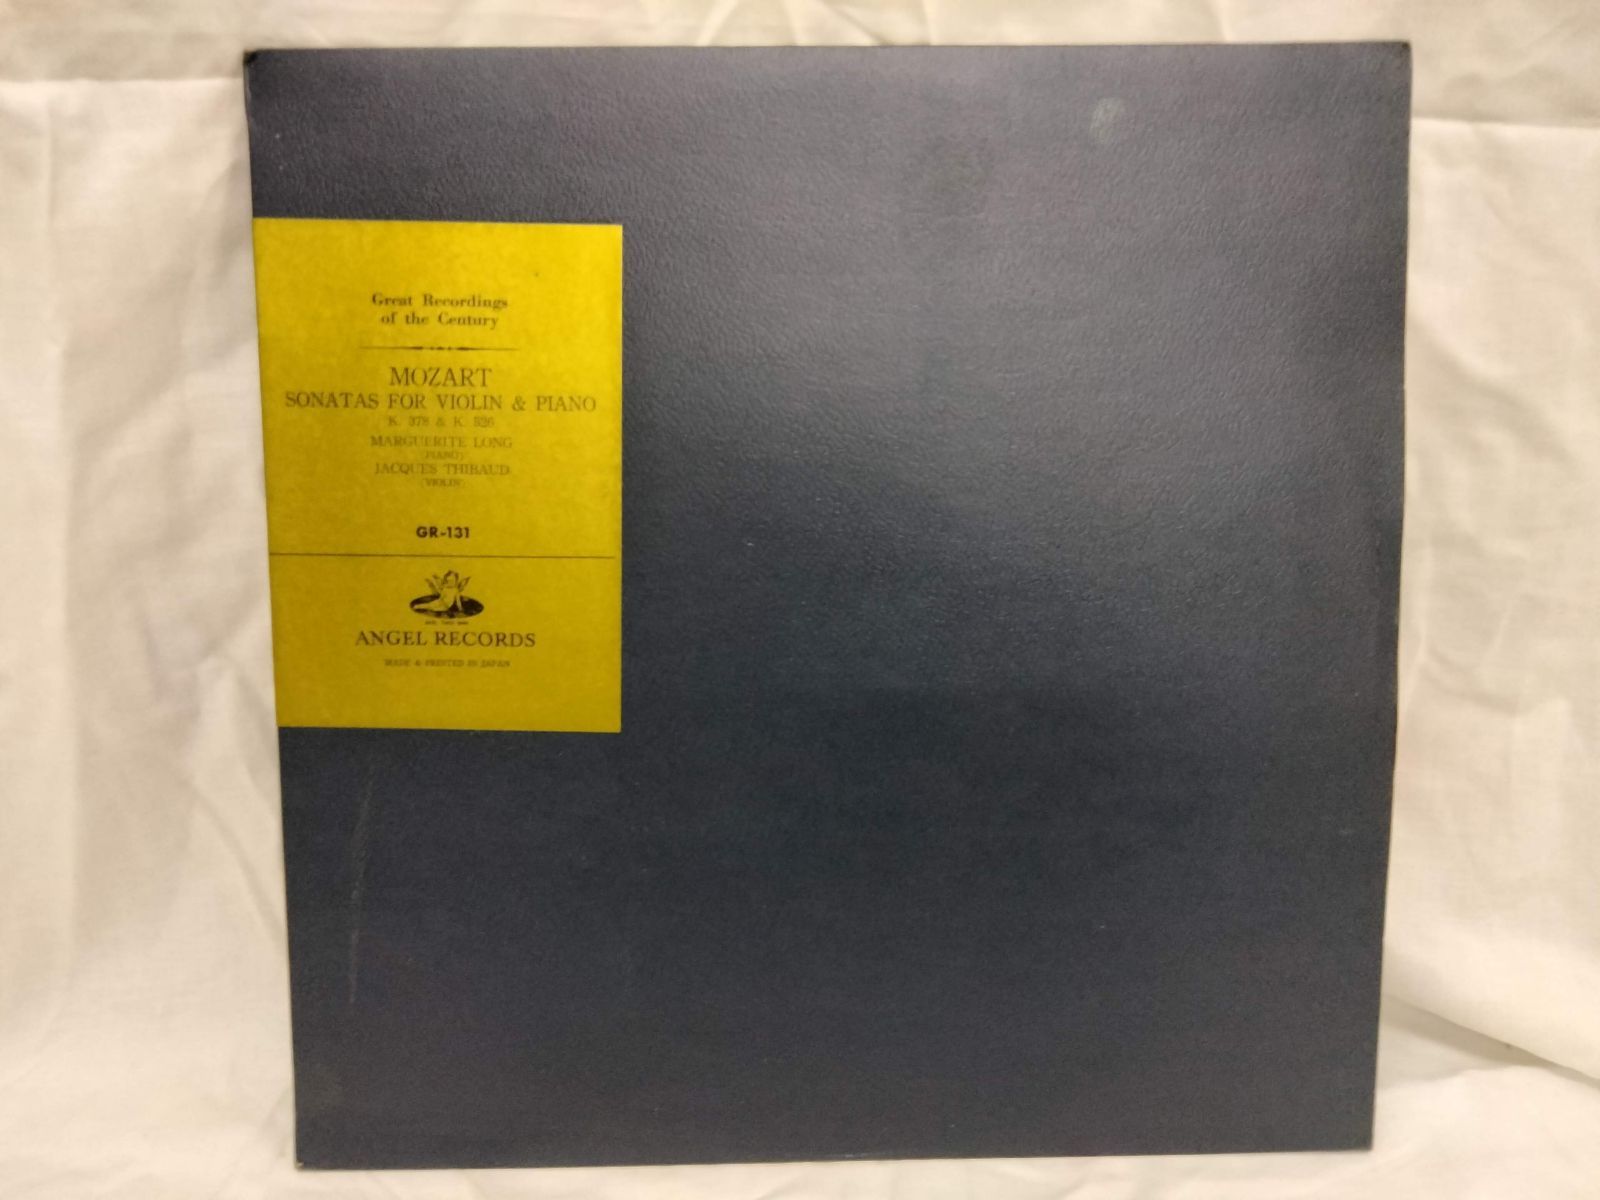 Great Recordings
of the Century
MOZART
SONATAS FOR VIOLIN & PIANO
K. 378 & K. 526
MARGUERITE LONG
(PIANO)
JACQUES THIBAUD
(VIOLIN)
GR-131
ANGEL RECORDS
MADE & PRINTED IN JAPAN